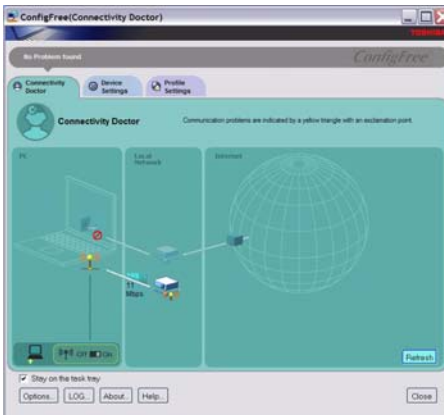 ConfigFree(Connectivity Doctor)
TOSHIBA
No Problem found
ConfigFree
Connectivity Doctor
Device Settings
Profile Settings
Connectivity Doctor
Communication problems are indicated by a yellow triangle with an exclamation point.
PC
Local Network
Internet
11 Mbps
Off On
Refresh
Stay on the task tray
Options... LOG... About... Help...
Close